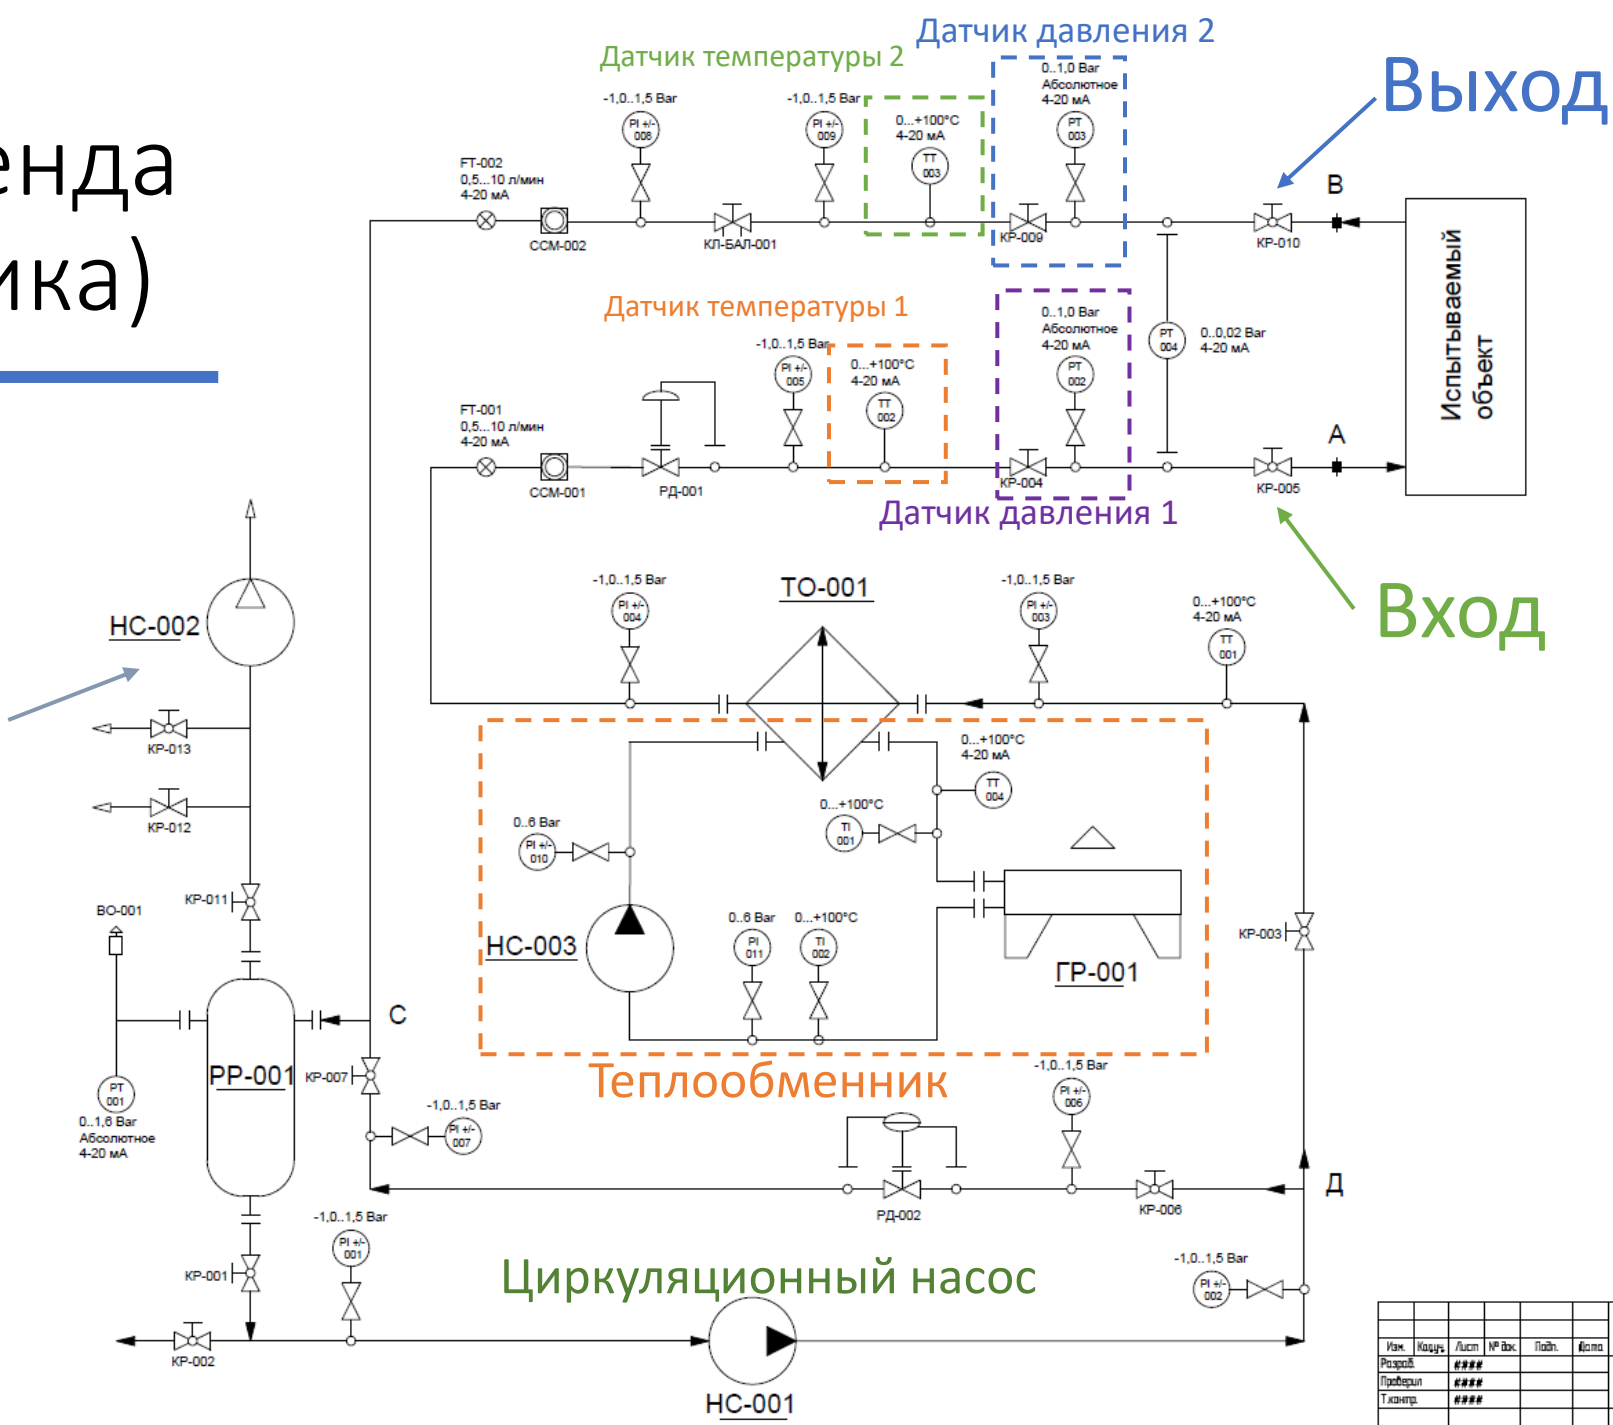 енда
ика)
Датчик давления 2
Датчик температуры 2
Выход
0..1,0 Bar
Абсолютное
4-20 мА
-1,0..1,5 Bar
PI +/-
008
-1,0..1,5 Bar
PI +/-
009
0...+100°C
4-20 мА
TT
003
PT
003
FT-002
0,5...10 л/мин
4-20 мА
ССМ-002
КЛ-БАЛ-001
КР-009
КР-010
В
Испытываемый
объект
Датчик температуры 1
0..1,0 Bar
Абсолютное
4-20 мА
PT
002
PT
004
0..0,02 Bar
4-20 мА
-1,0..1,5 Bar
PI +/-
005
0...+100°C
4-20 мА
TT
002
FT-001
0,5...10 л/мин
4-20 мА
ССМ-001
РД-001
КР-004
КР-005
А
Датчик давления 1
Вход
НС-002
-1,0..1,5 Bar
PI +/-
004
ТО-001
-1,0..1,5 Bar
PI +/-
003
0...+100°C
4-20 мА
TT
001
КР-013
КР-012
0...+100°C
4-20 мА
TT
004
0...+100°C
TI
001
0..6 Bar
PI +/-
010
КР-011
ВО-001
НС-003
0..6 Bar
PI
011
0...+100°C
TI
002
ГР-001
КР-003
С
РР-001
КР-007
PT
001
0..1,6 Bar
Абсолютное
4-20 мА
Теплообменник
-1,0..1,5 Bar
PI +/-
006
-1,0..1,5 Bar
PI +/-
007
РД-002
КР-006
Д
-1,0..1,5 Bar
PI +/-
001
КР-001
Циркуляционный насос
-1,0..1,5 Bar
PI +/-
002
КР-002
НС-001
Изм. Кол.уч. Лист № док. Подп. Дата
Разраб. ####
Проверил ####
Т.контр. ####